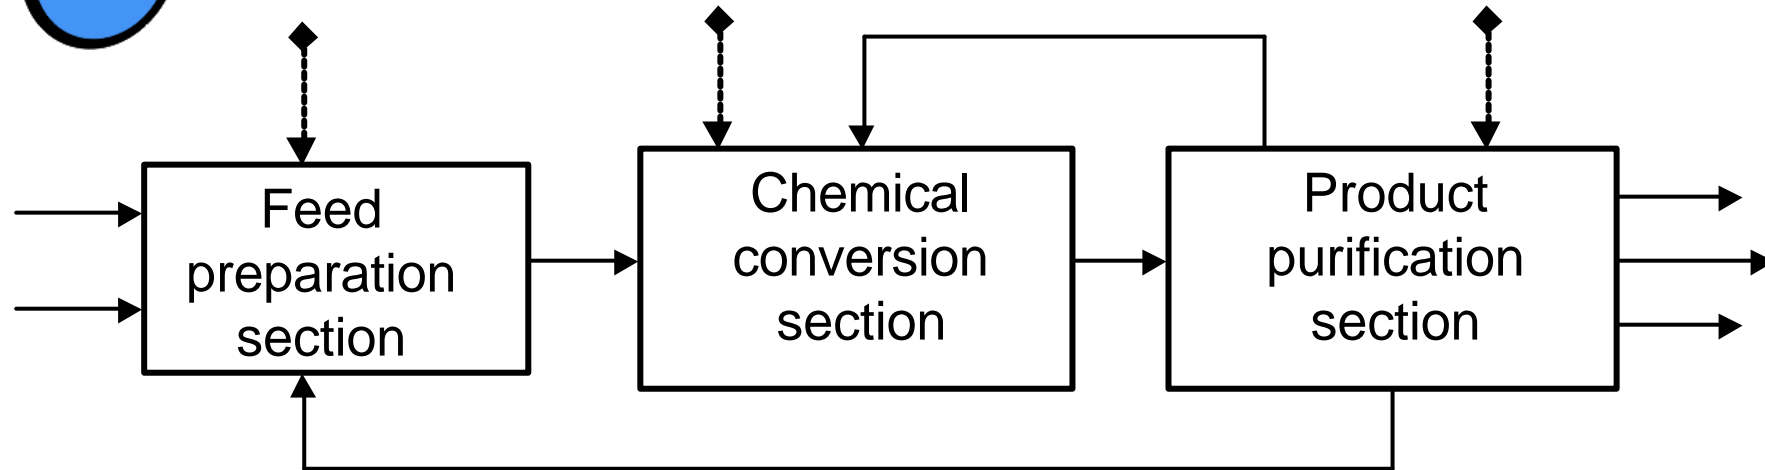 Feed
preparation
section
Chemical
conversion
section
Product
purification
section